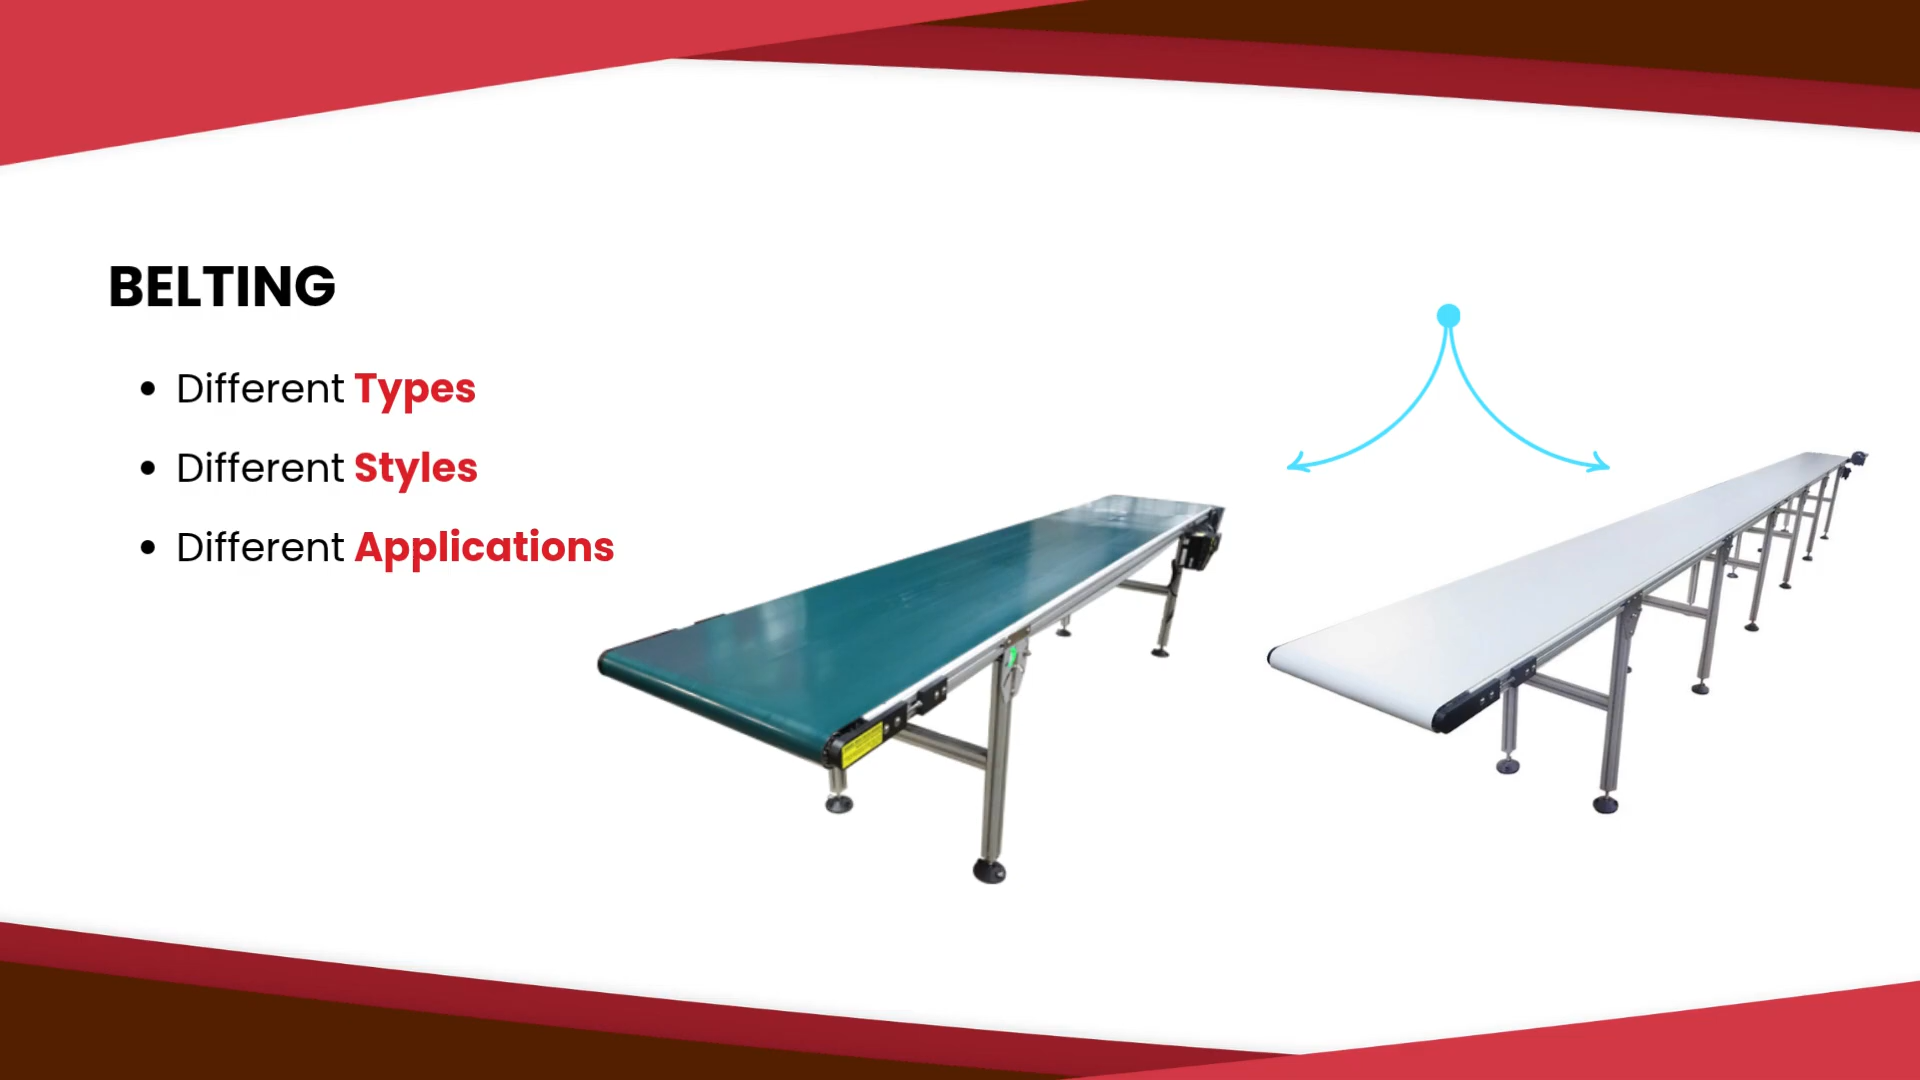 BELTING
Different Types
Different Styles
Different Applications